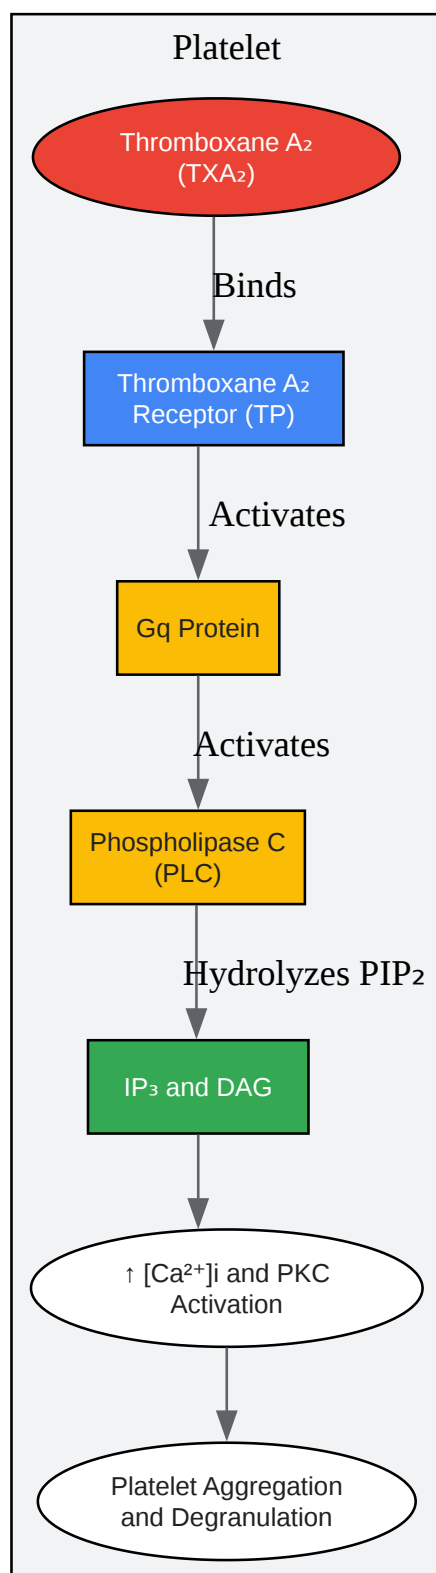 Platelet
Thromboxane A₂
(TXA₂)
Binds
Thromboxane A₂
Receptor (TP)
Activates
Gq Protein
Activates
Phospholipase C
(PLC)
Hydrolyzes PIP₂
IP₃ and DAG
↑ [Ca²⁺]i and PKC
Activation
Platelet Aggregation
and Degranulation